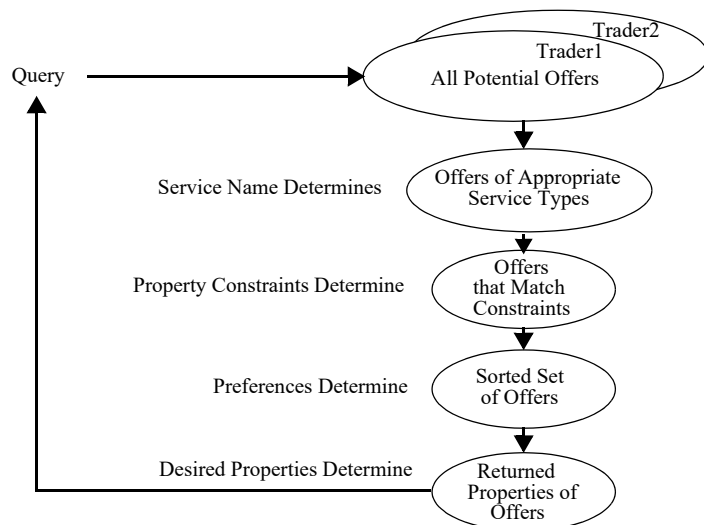 Trader2
Trader1
Query
All Potential Offers
Service Name Determines
Offers of Appropriate
Service Types
Property Constraints Determine
Offers
that Match
Constraints
Preferences Determine
Sorted Set
of Offers
Desired Properties Determine
Returned
Properties of
Offers